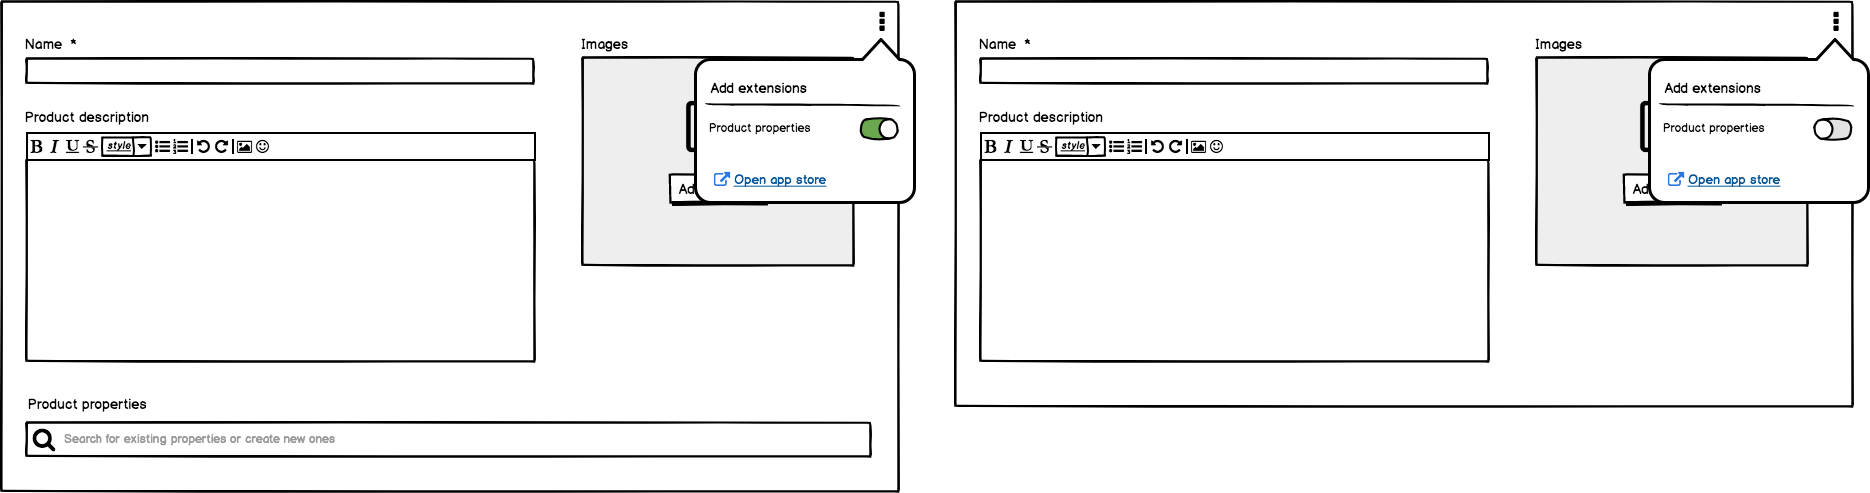 Name *
Images
Add extensions
Product description
Product properties
B I U S style
Open app store
Ad
Product properties
Search for existing properties or create new ones
Name *
Images
Add extensions
Product description
Product properties
B I U S style
Open app store
Ad